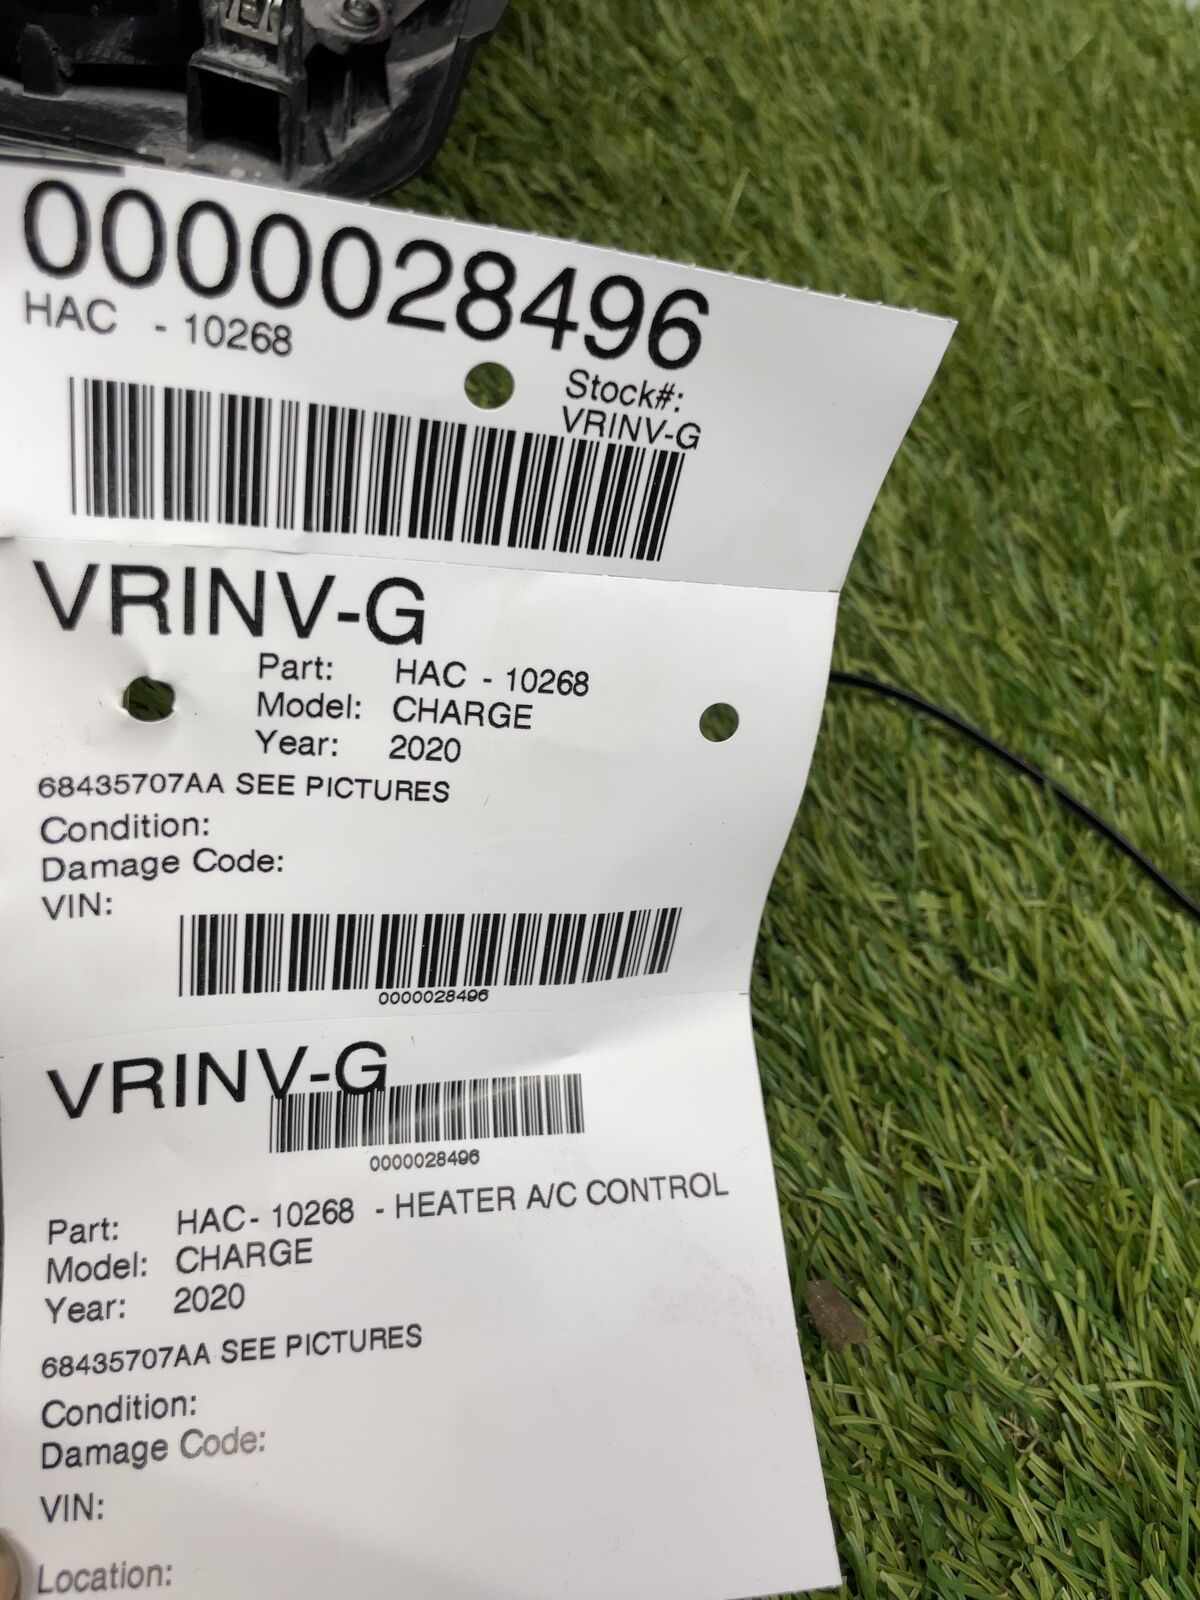 0000028496
HAC - 10268
Stock#:
VRINV-G
VRINV-G
Part: HAC - 10268
Model: CHARGE
Year: 2020
68435707AA SEE PICTURES
Condition:
Damage Code:
VIN:
0000028496
VRINV-G
0000028496
Part: HAC- 10268 - HEATER A/C CONTROL
Model: CHARGE
Year: 2020
68435707AA SEE PICTURES
Condition:
Damage Code:
VIN:
Location: